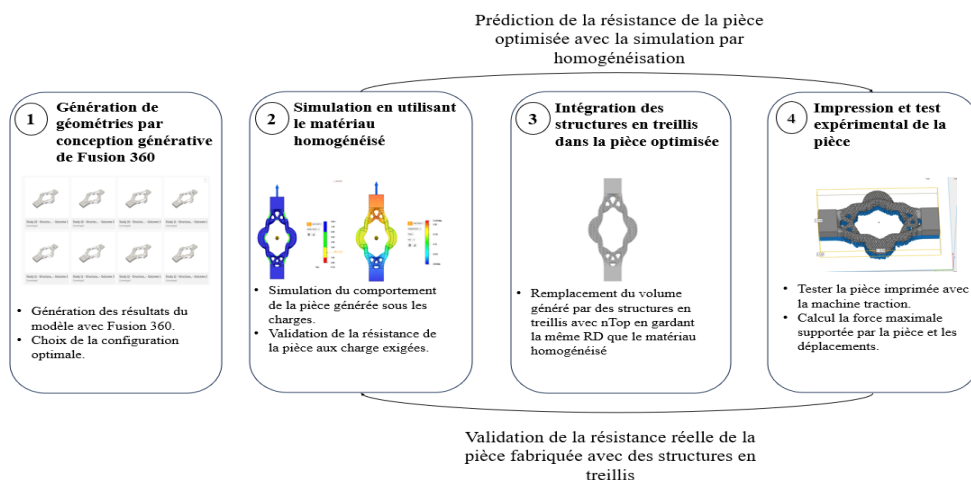 Prédiction de la résistance de la pièce
optimisée avec la simulation par
homogénéisation
1
Génération de
géométries par
conception générative
de Fusion 360
• Génération des résultats du
modèle avec Fusion 360.
• Choix de la configuration
optimale.
2
Simulation en utilisant
le matériau
homogénéisé
• Simulation du comportement
de la pièce générée sous les
charges.
• Validation de la résistance de
la pièce aux charge exigées.
3
Intégration des
structures en treillis
dans la pièce optimisée
• Remplacement du volume
généré par des structures en
treillis avec nTop en gardant
la même RD que le matériau
homogénéisé
4
Impression et test
expérimental de la
pièce
• Tester la pièce imprimée avec
la machine traction.
• Calcul la force maximale
supportée par la pièce et les
déplacements.
Validation de la résistance réelle de la
pièce fabriquée avec des structures en
treillis